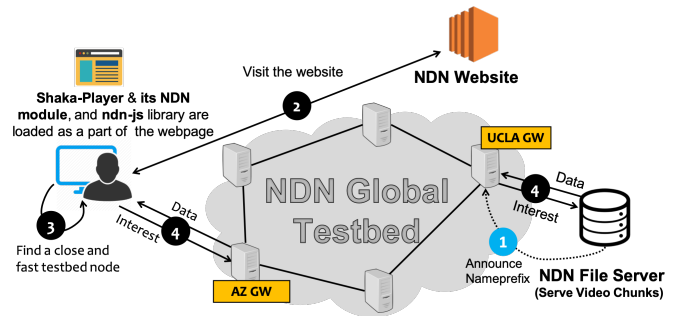 NDN Website
Visit the website
2
Shaka-Player & its NDN
module, and ndn-js library are
loaded as a part of the webpage
UCLA GW
NDN Global
Testbed
3
Find a close and
fast testbed node
Data
4
Interest
AZ GW
Data
4
Interest
1
Announce
Nameprefix
NDN File Server
(Serve Video Chunks)